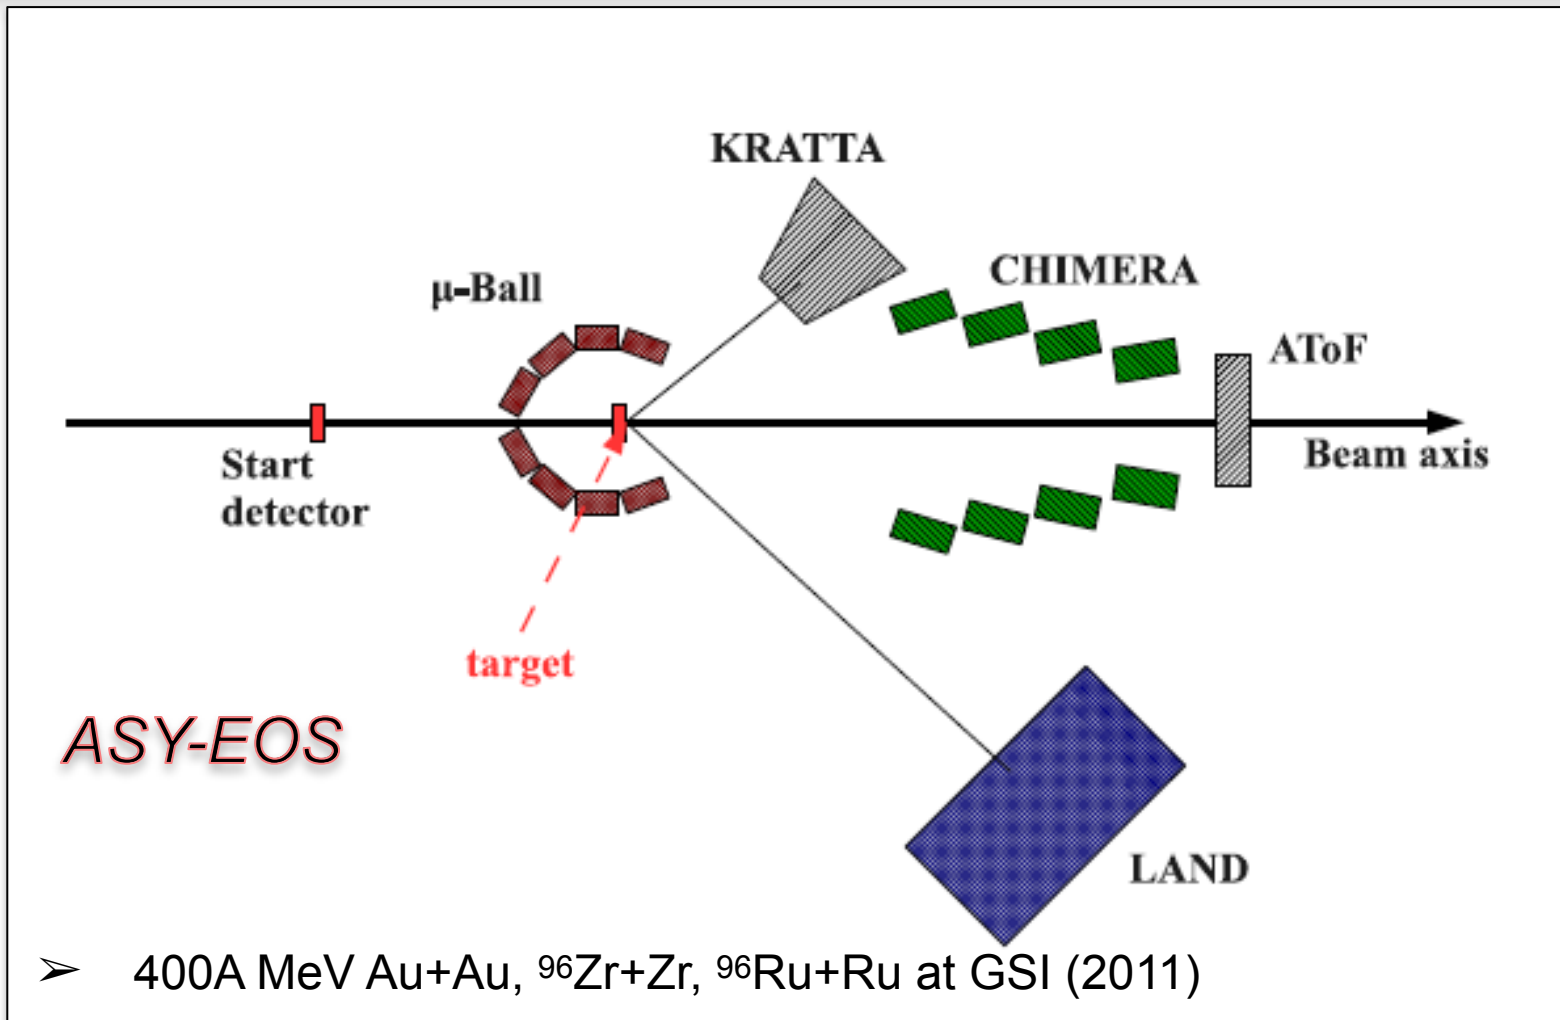 KRATTA
CHIMERA
μ-Ball
AToF
Start
detector
Beam axis
target
ASY-EOS
LAND
➢ 400A MeV Au+Au, ⁹⁶Zr+Zr, ⁹⁶Ru+Ru at GSI (2011)